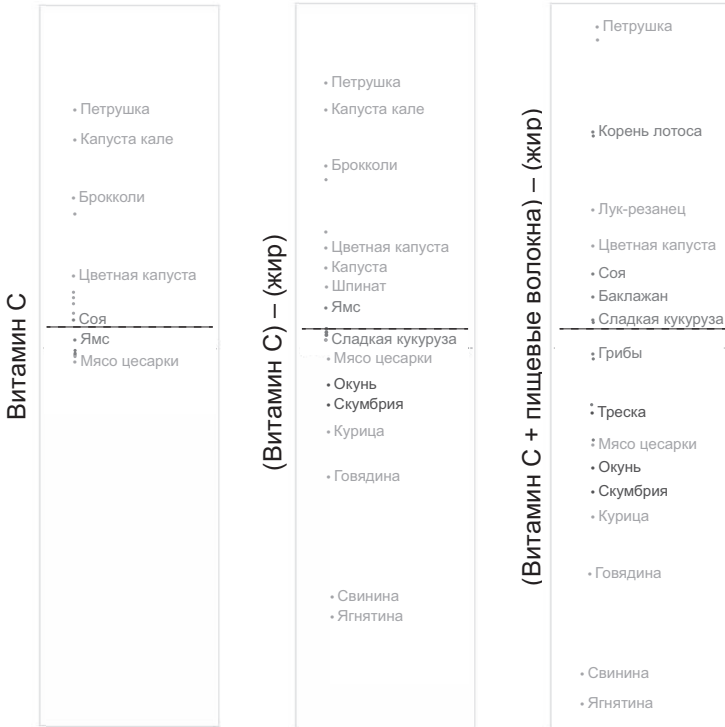 Витамин C
Петрушка
Капуста кале
Брокколи
Цветная капуста
Соя
Ямс
Мясо цесарки
(Витамин C) – (жир)
Петрушка
Капуста кале
Брокколи
Цветная капуста
Капуста
Шпинат
Ямс
Сладкая кукуруза
Мясо цесарки
Окунь
Скумбрия
Курица
Говядина
Свинина
Ягнятина
(Витамин C + пищевые волокна) – (жир)
Петрушка
Корень лотоса
Лук-резанец
Цветная капуста
Соя
Баклажан
Сладкая кукуруза
Грибы
Треска
Мясо цесарки
Окунь
Скумбрия
Курица
Говядина
Свинина
Ягнятина